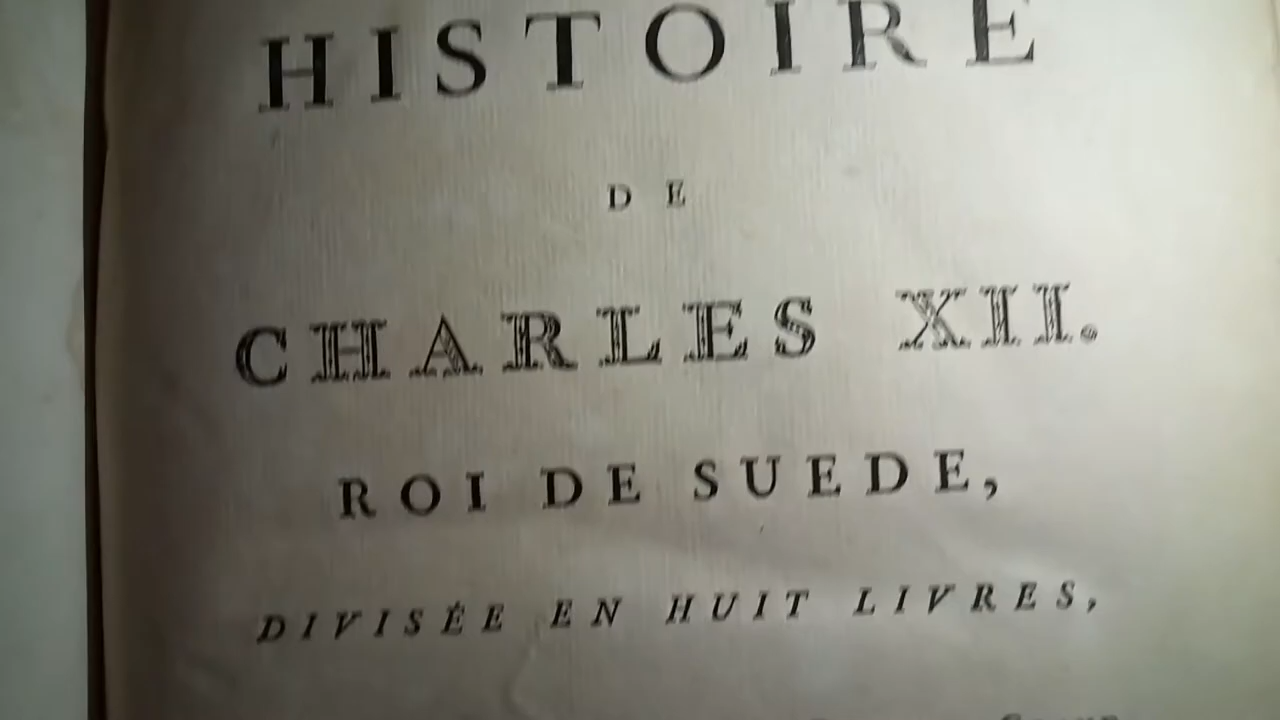 HISTOIRE
DE
CHARLES XII.
ROI DE SUEDE,
DIVISÉE EN HUIT LIVRES,